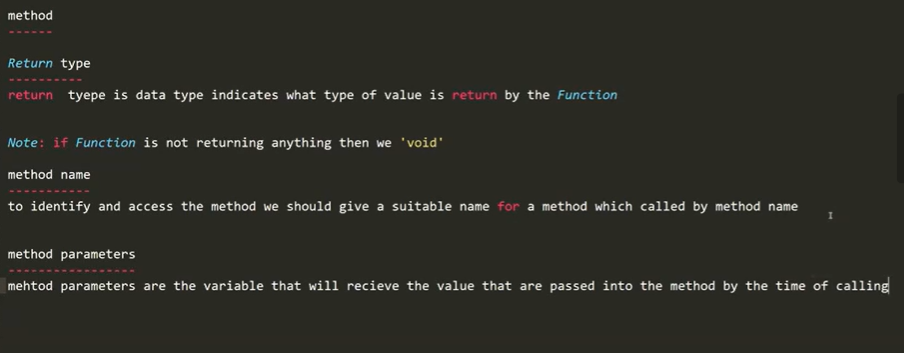 method
------
Return type
----------
return  tyepe is data type indicates what type of value is return by the Function
Note: if Function is not returning anything then we 'void'
method name
-----------
to identify and access the method we should give a suitable name for a method which called by method name
method parameters
-----------------
mehtod parameters are the variable that will recieve the value that are passed into the method by the time of calling